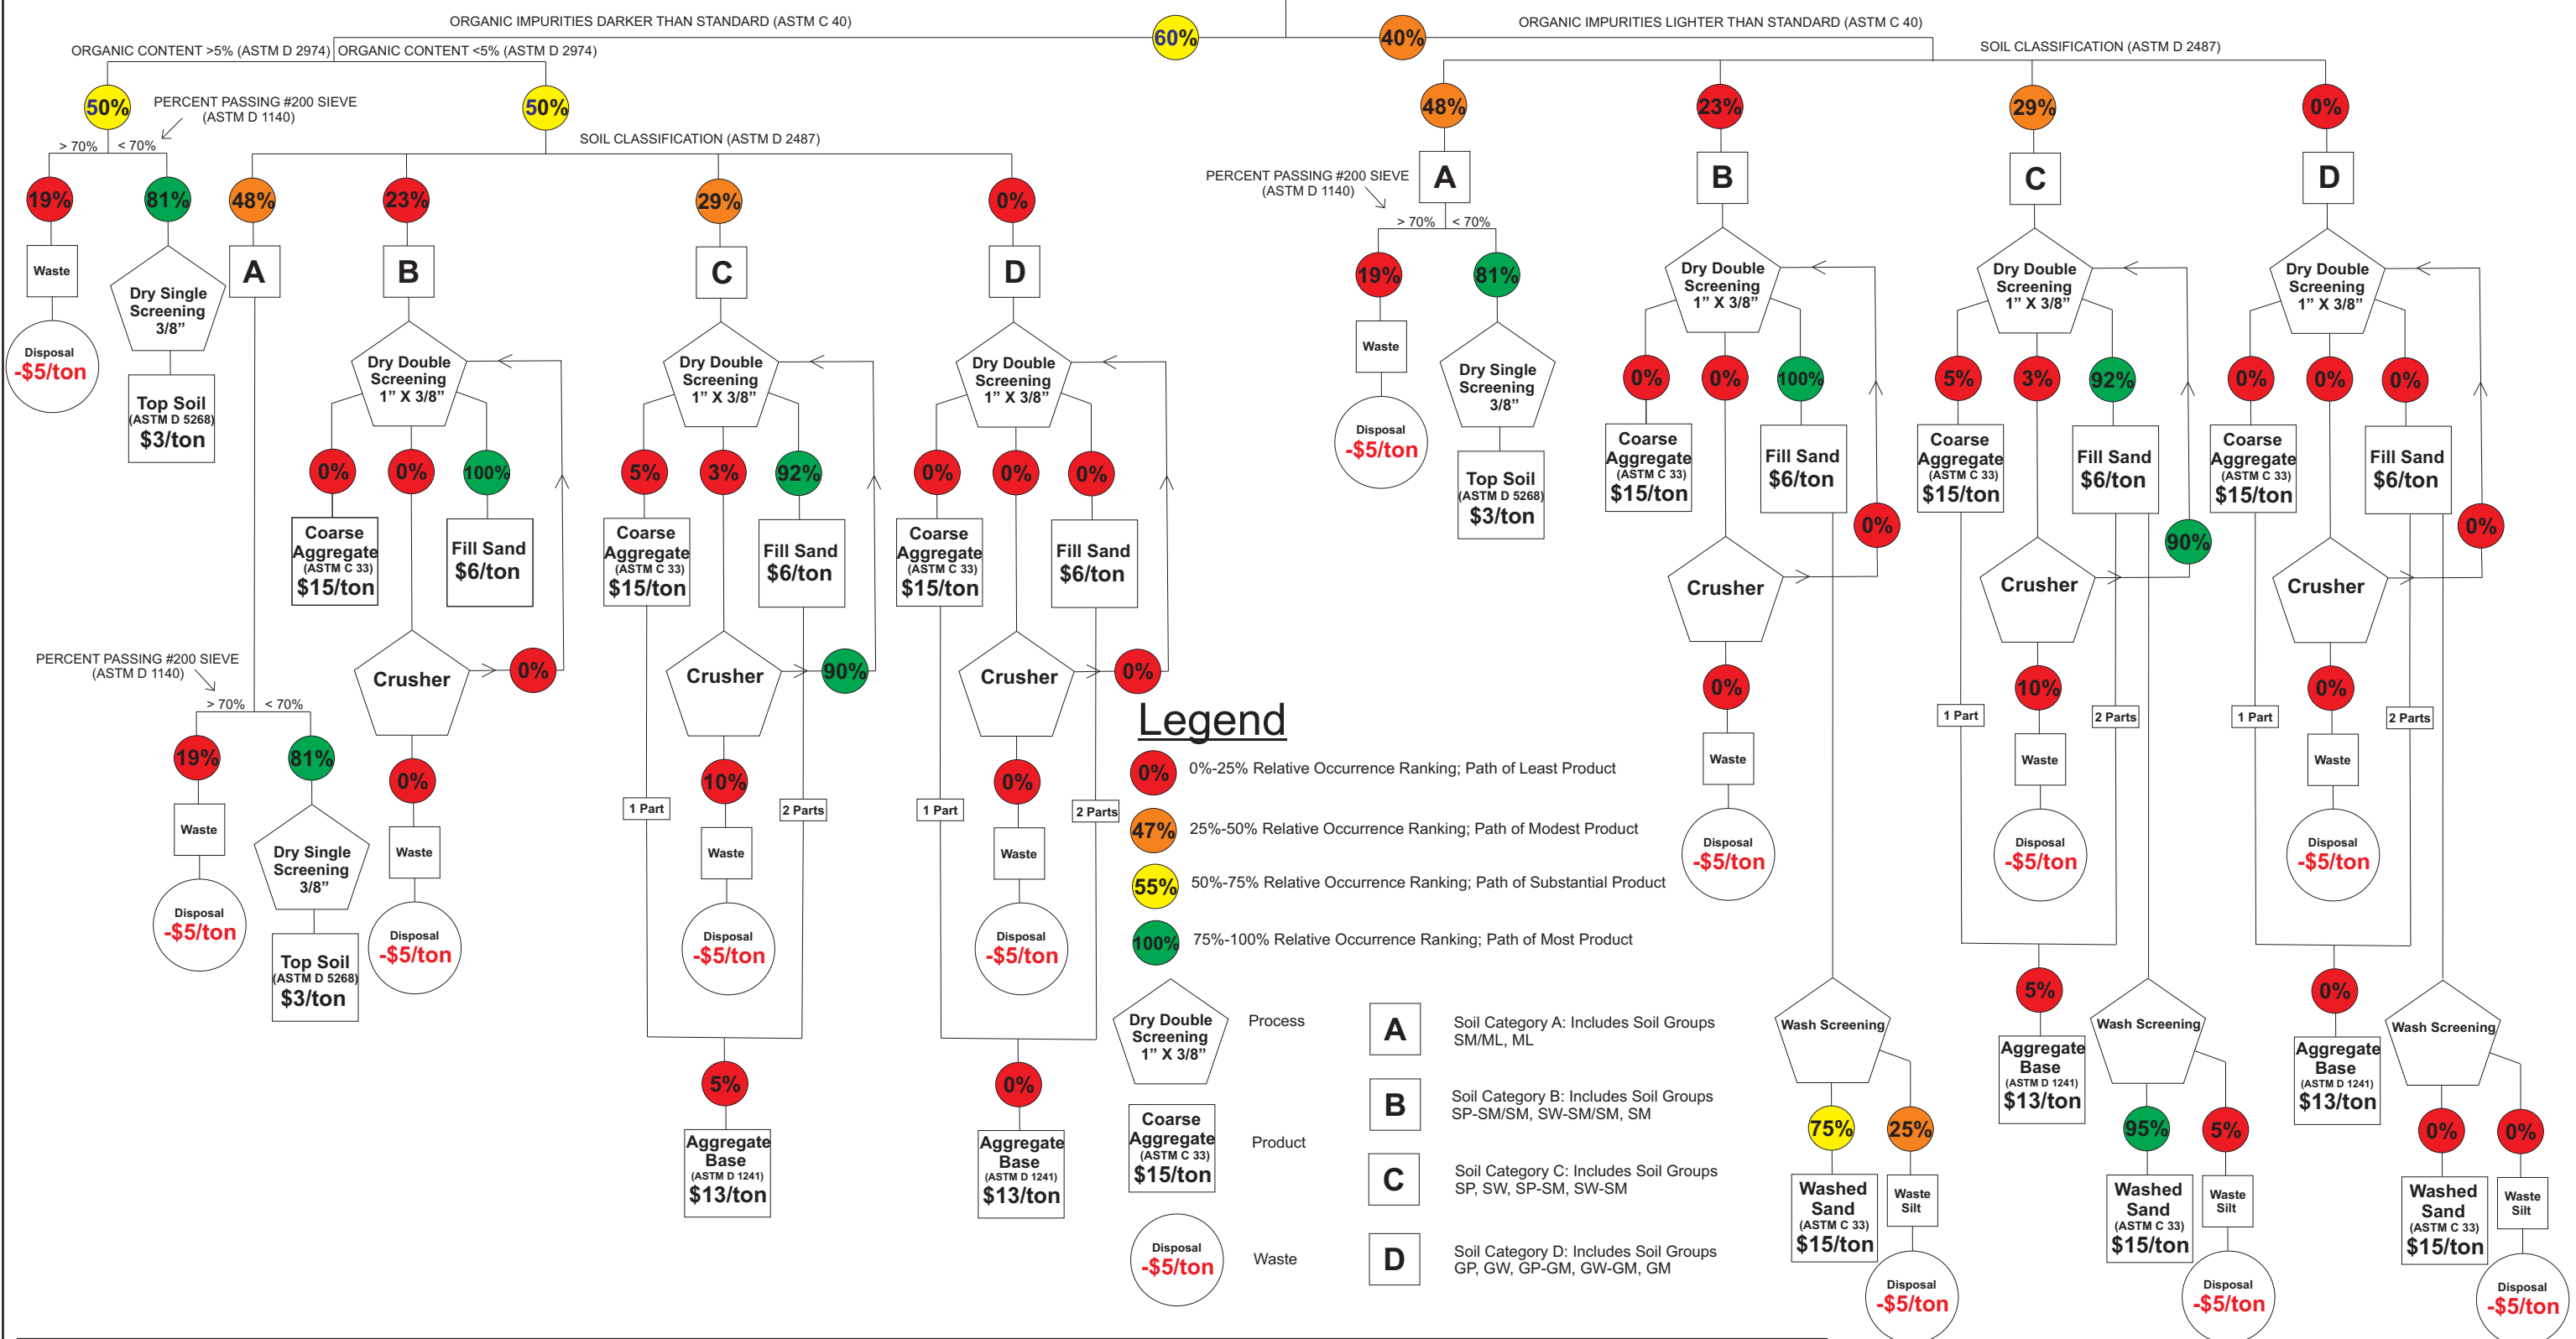 ORGANIC IMPURITIES DARKER THAN STANDARD (ASTM C 40)
60%
40%
ORGANIC IMPURITIES LIGHTER THAN STANDARD (ASTM C 40)
ORGANIC CONTENT >5% (ASTM D 2974)
ORGANIC CONTENT <5% (ASTM D 2974)
50%
PERCENT PASSING #200 SIEVE
(ASTM D 1140)
50%
> 70%
< 70%
SOIL CLASSIFICATION (ASTM D 2487)
19%
81%
48%
23%
29%
0%
Waste
Disposal
-$5/ton
Dry Single
Screening
3/8”
Top Soil
(ASTM D 5268)
$3/ton
A
PERCENT PASSING #200 SIEVE
(ASTM D 1140)
> 70%
< 70%
19%
81%
Waste
Disposal
-$5/ton
Dry Single
Screening
3/8”
Top Soil
(ASTM D 5268)
$3/ton
B
Dry Double
Screening
1” X 3/8”
0%
0%
100%
Coarse
Aggregate
(ASTM C 33)
$15/ton
Fill Sand
$6/ton
Crusher
0%
0%
Waste
Disposal
-$5/ton
C
Dry Double
Screening
1” X 3/8”
5%
3%
92%
Coarse
Aggregate
(ASTM C 33)
$15/ton
Fill Sand
$6/ton
Crusher
90%
10%
1 Part
2 Parts
Waste
Disposal
-$5/ton
5%
Aggregate
Base
(ASTM D 1241)
$13/ton
D
Dry Double
Screening
1” X 3/8”
0%
0%
0%
Coarse
Aggregate
(ASTM C 33)
$15/ton
Fill Sand
$6/ton
Crusher
0%
0%
1 Part
2 Parts
Waste
Disposal
-$5/ton
0%
Aggregate
Base
(ASTM D 1241)
$13/ton
SOIL CLASSIFICATION (ASTM D 2487)
48%
23%
29%
0%
A
PERCENT PASSING #200 SIEVE
(ASTM D 1140)
> 70%
< 70%
19%
81%
Waste
Disposal
-$5/ton
Dry Single
Screening
3/8”
Top Soil
(ASTM D 5268)
$3/ton
B
Dry Double
Screening
1” X 3/8”
0%
0%
100%
Coarse
Aggregate
(ASTM C 33)
$15/ton
Fill Sand
$6/ton
0%
Crusher
0%
Waste
Disposal
-$5/ton
Wash Screening
75%
25%
Washed
Sand
(ASTM C 33)
$15/ton
Waste
Silt
Disposal
-$5/ton
C
Dry Double
Screening
1” X 3/8”
5%
3%
92%
Coarse
Aggregate
(ASTM C 33)
$15/ton
Fill Sand
$6/ton
90%
Crusher
10%
1 Part
2 Parts
Waste
Disposal
-$5/ton
5%
Aggregate
Base
(ASTM D 1241)
$13/ton
Wash Screening
95%
5%
Washed
Sand
(ASTM C 33)
$15/ton
Waste
Silt
Disposal
-$5/ton
D
Dry Double
Screening
1” X 3/8”
0%
0%
0%
Coarse
Aggregate
(ASTM C 33)
$15/ton
Fill Sand
$6/ton
0%
Crusher
0%
1 Part
2 Parts
Waste
Disposal
-$5/ton
0%
Aggregate
Base
(ASTM D 1241)
$13/ton
Wash Screening
0%
0%
Washed
Sand
(ASTM C 33)
$15/ton
Waste
Silt
Disposal
-$5/ton
Legend
0%
0%-25% Relative Occurrence Ranking; Path of Least Product
47%
25%-50% Relative Occurrence Ranking; Path of Modest Product
55%
50%-75% Relative Occurrence Ranking; Path of Substantial Product
100%
75%-100% Relative Occurrence Ranking; Path of Most Product
Dry Double
Screening
1” X 3/8”
Process
Coarse
Aggregate
(ASTM C 33)
$15/ton
Product
Disposal
-$5/ton
Waste
A
Soil Category A: Includes Soil Groups
SM/ML, ML
B
Soil Category B: Includes Soil Groups
SP-SM/SM, SW-SM/SM, SM
C
Soil Category C: Includes Soil Groups
SP, SW, SP-SM, SW-SM
D
Soil Category D: Includes Soil Groups
GP, GW, GP-GM, GW-GM, GM